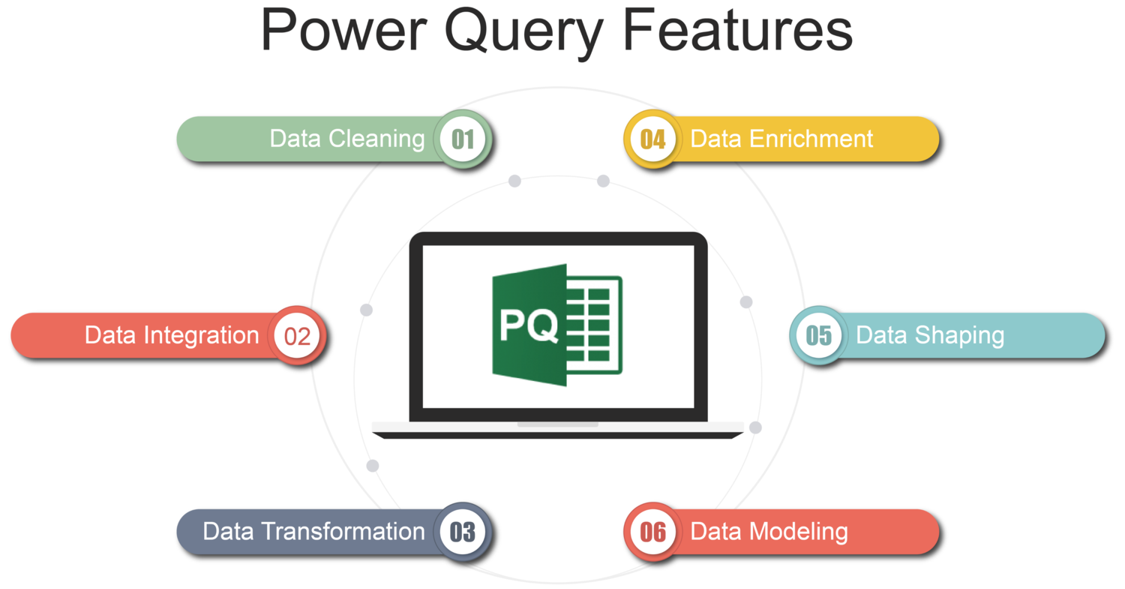 Power Query Features
Data Cleaning 01
04 Data Enrichment
Data Integration 02
PQ
05 Data Shaping
Data Transformation 03
06 Data Modeling